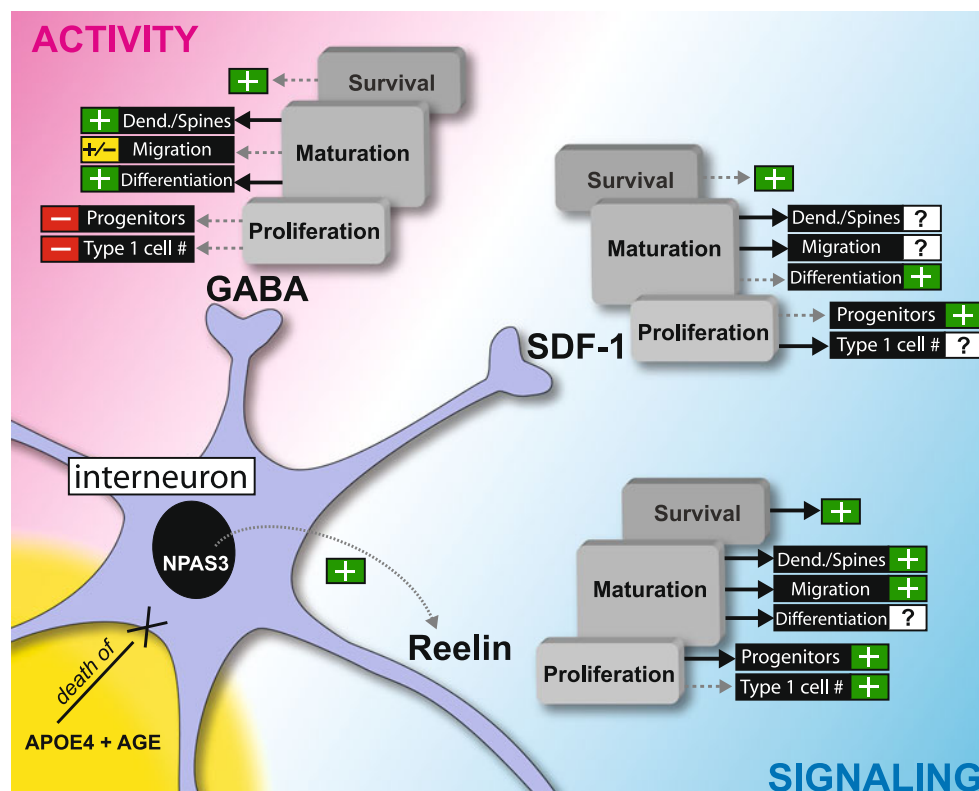 ACTIVITY
Survival
+
+ Dend./Spines
+/− Migration
+ Differentiation
Maturation
− Progenitors
− Type 1 cell #
Proliferation
GABA
Survival
+
Maturation
Dend./Spines ?
Migration ?
Differentiation +
SDF-1
Proliferation
Progenitors +
Type 1 cell # ?
interneuron
NPAS3
+
Reelin
Survival
+
Maturation
Dend./Spines +
Migration +
Differentiation ?
Proliferation
Progenitors +
Type 1 cell # +
death of
APOE4 + AGE
SIGNALING